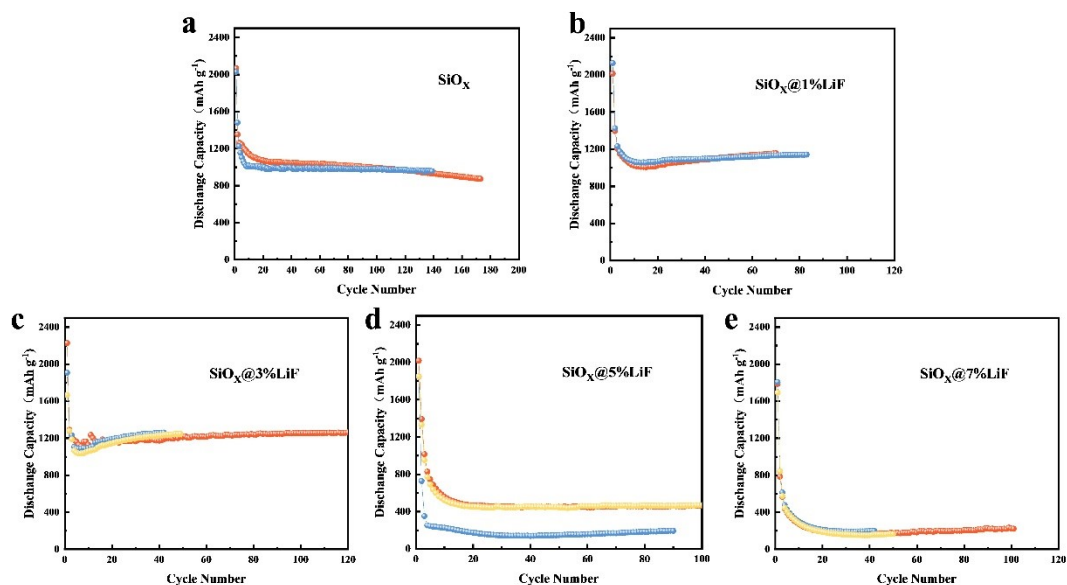 a
SiOX
Dischange Capacity (mAh g-1)
2400
2000
1600
1200
800
400
0
0 20 40 60 80 100 120 140 160 180 200
Cycle Number
b
SiOX@1%LiF
Dischange Capacity (mAh g-1)
2400
2000
1600
1200
800
400
0
0 20 40 60 80 100 120
Cycle Number
c
SiOX@3%LiF
Dischange Capacity (mAh g-1)
2400
2000
1600
1200
800
400
0
0 20 40 60 80 100 120
Cycle Number
d
SiOX@5%LiF
Dischange Capacity (mAh g-1)
2400
2000
1600
1200
800
400
0
0 20 40 60 80 100
Cycle Number
e
SiOX@7%LiF
Dischange Capacity (mAh g-1)
2400
2000
1600
1200
800
400
0
0 20 40 60 80 100 120
Cycle Number